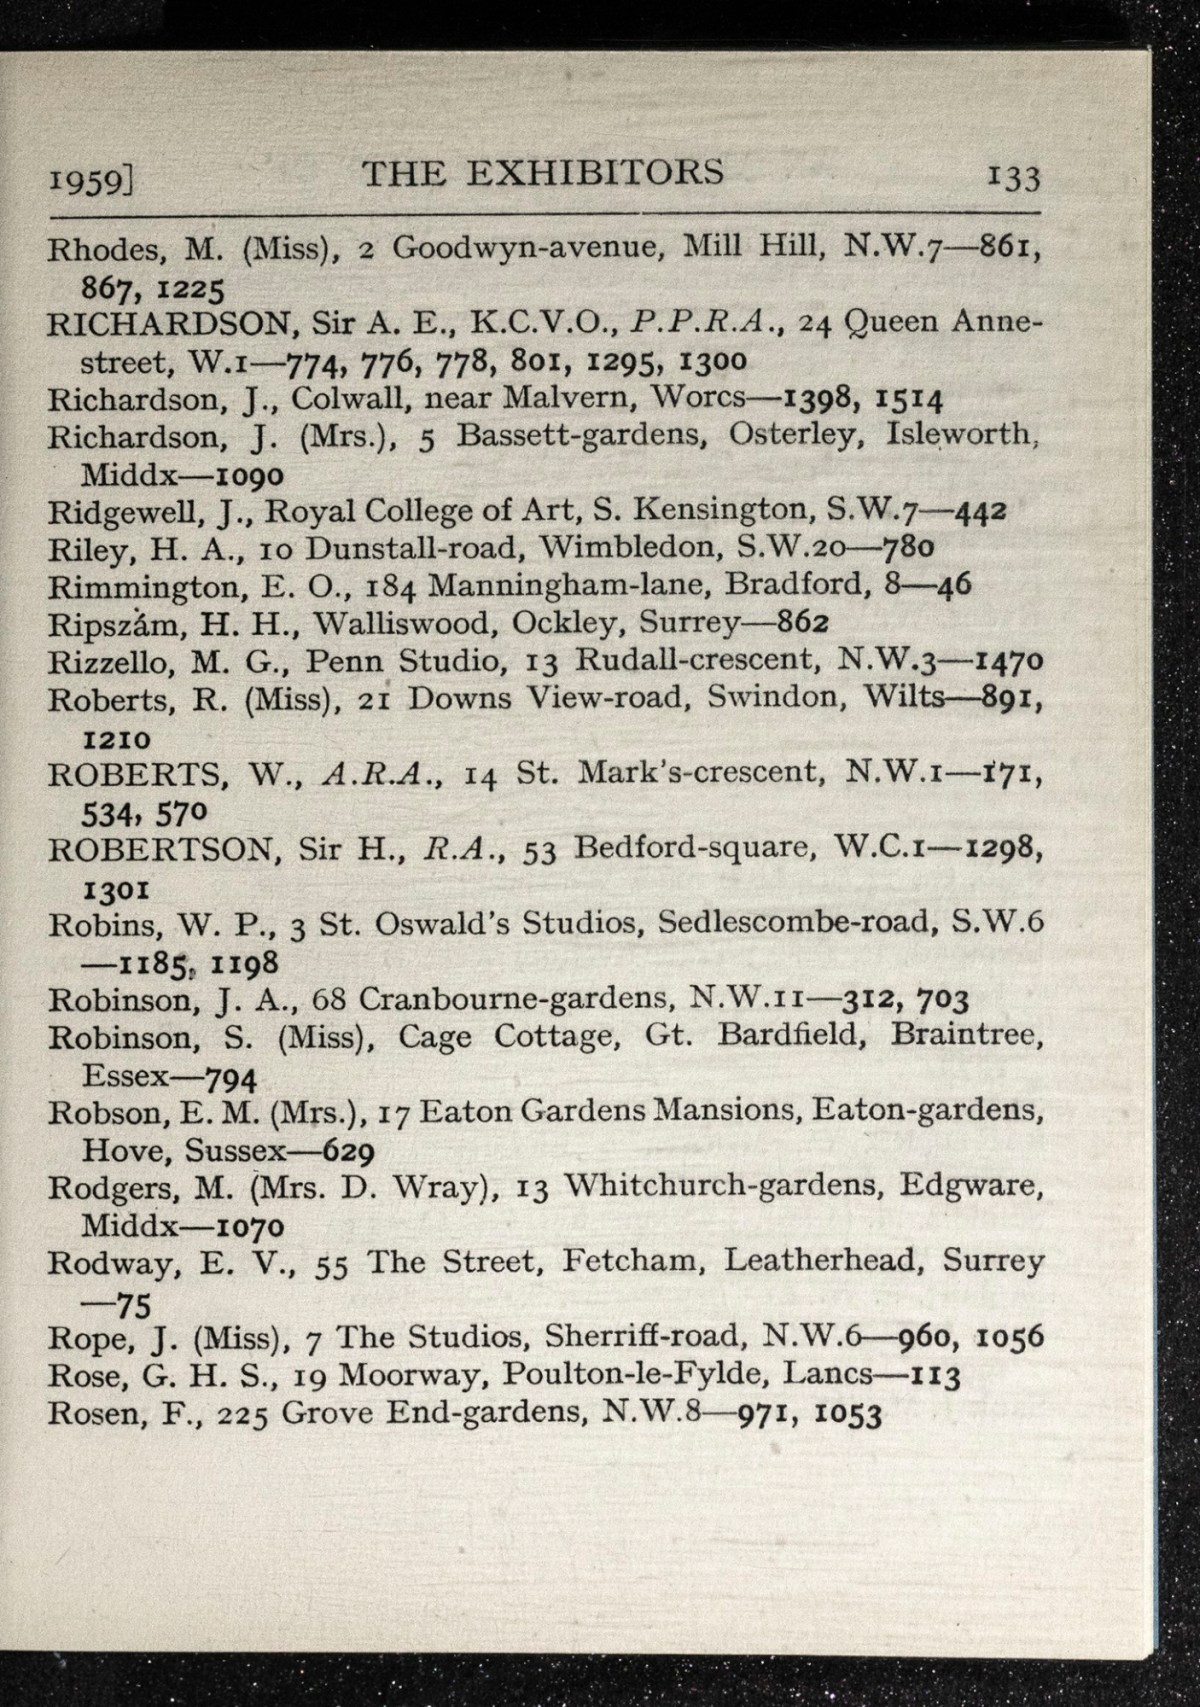 1959] THE EXHIBITORS 133
Rhodes, M. (Miss), 2 Goodwyn-avenue, Mill Hill, N.W.7—861,
867, 1225
RICHARDSON, Sir A. E., K.C.V.O., P.P.R.A., 24 Queen Anne-
street, W.1—774, 776, 778, 801, 1295, 1300
Richardson, J., Colwall, near Malvern, Worcs—1398, 1514
Richardson, J. (Mrs.), 5 Bassett-gardens, Osterley, Isleworth,
Middx—1090
Ridgewell, J., Royal College of Art, S. Kensington, S.W.7—442
Riley, H. A., 10 Dunstall-road, Wimbledon, S.W.20—780
Rimmington, E. O., 184 Manningham-lane, Bradford, 8—46
Ripszám, H. H., Walliswood, Ockley, Surrey—862
Rizzello, M. G., Penn Studio, 13 Rudall-crescent, N.W.3—1470
Roberts, R. (Miss), 21 Downs View-road, Swindon, Wilts—891,
1210
ROBERTS, W., A.R.A., 14 St. Mark's-crescent, N.W.1—171,
534, 570
ROBERTSON, Sir H., R.A., 53 Bedford-square, W.C.1—1298,
1301
Robins, W. P., 3 St. Oswald's Studios, Sedlescombe-road, S.W.6
—1185, 1198
Robinson, J. A., 68 Cranbourne-gardens, N.W.11—312, 703
Robinson, S. (Miss), Cage Cottage, Gt. Bardfield, Braintree,
Essex—794
Robson, E. M. (Mrs.), 17 Eaton Gardens Mansions, Eaton-gardens,
Hove, Sussex—629
Rodgers, M. (Mrs. D. Wray), 13 Whitchurch-gardens, Edgware,
Middx—1070
Rodway, E. V., 55 The Street, Fetcham, Leatherhead, Surrey
—75
Rope, J. (Miss), 7 The Studios, Sherriff-road, N.W.6—960, 1056
Rose, G. H. S., 19 Moorway, Poulton-le-Fylde, Lancs—113
Rosen, F., 225 Grove End-gardens, N.W.8—971, 1053